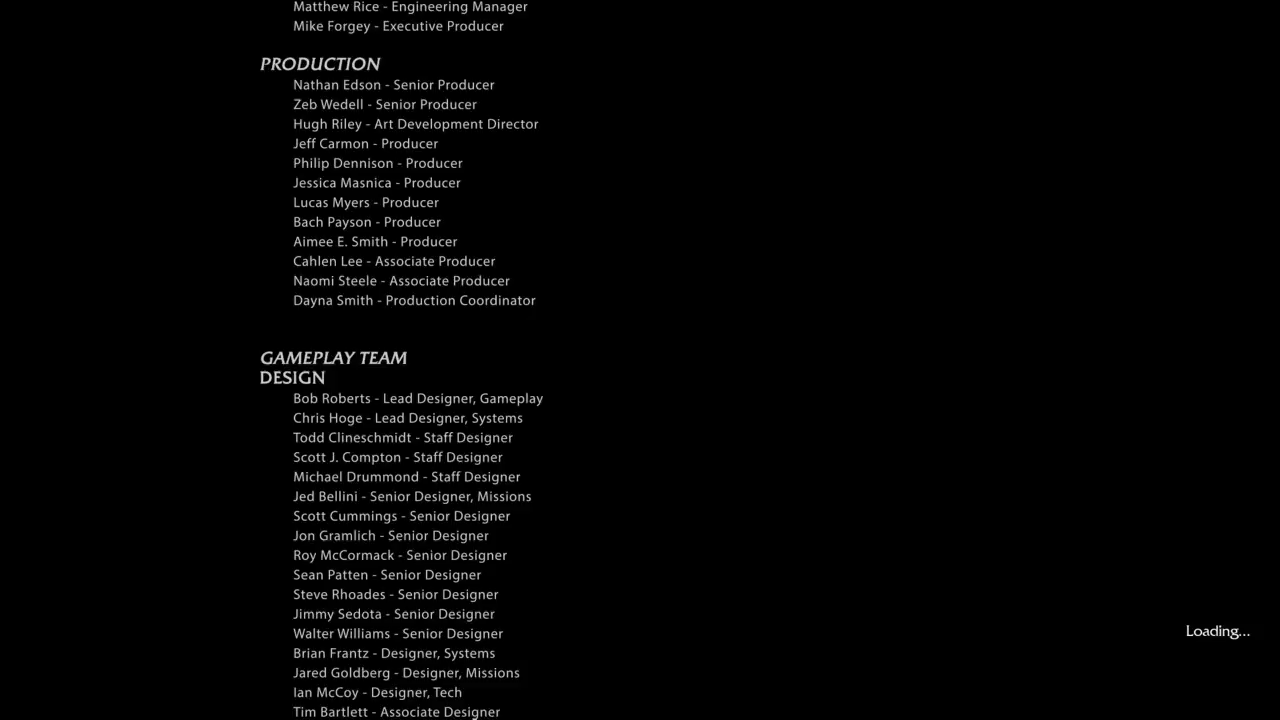 Matthew Rice - Engineering Manager
Mike Forgey - Executive Producer
PRODUCTION
Nathan Edson - Senior Producer
Zeb Wedell - Senior Producer
Hugh Riley - Art Development Director
Jeff Carmon - Producer
Philip Dennison - Producer
Jessica Masnica - Producer
Lucas Myers - Producer
Bach Payson - Producer
Aimee E. Smith - Producer
Cahlen Lee - Associate Producer
Naomi Steele - Associate Producer
Dayna Smith - Production Coordinator
GAMEPLAY TEAM
DESIGN
Bob Roberts - Lead Designer, Gameplay
Chris Hoge - Lead Designer, Systems
Todd Clineschmidt - Staff Designer
Scott J. Compton - Staff Designer
Michael Drummond - Staff Designer
Jed Bellini - Senior Designer, Missions
Scott Cummings - Senior Designer
Jon Gramlich - Senior Designer
Roy McCormack - Senior Designer
Sean Patten - Senior Designer
Steve Rhoades - Senior Designer
Jimmy Sedota - Senior Designer
Walter Williams - Senior Designer
Brian Frantz - Designer, Systems
Jared Goldberg - Designer, Missions
Ian McCoy - Designer, Tech
Tim Bartlett - Associate Designer
Loading...